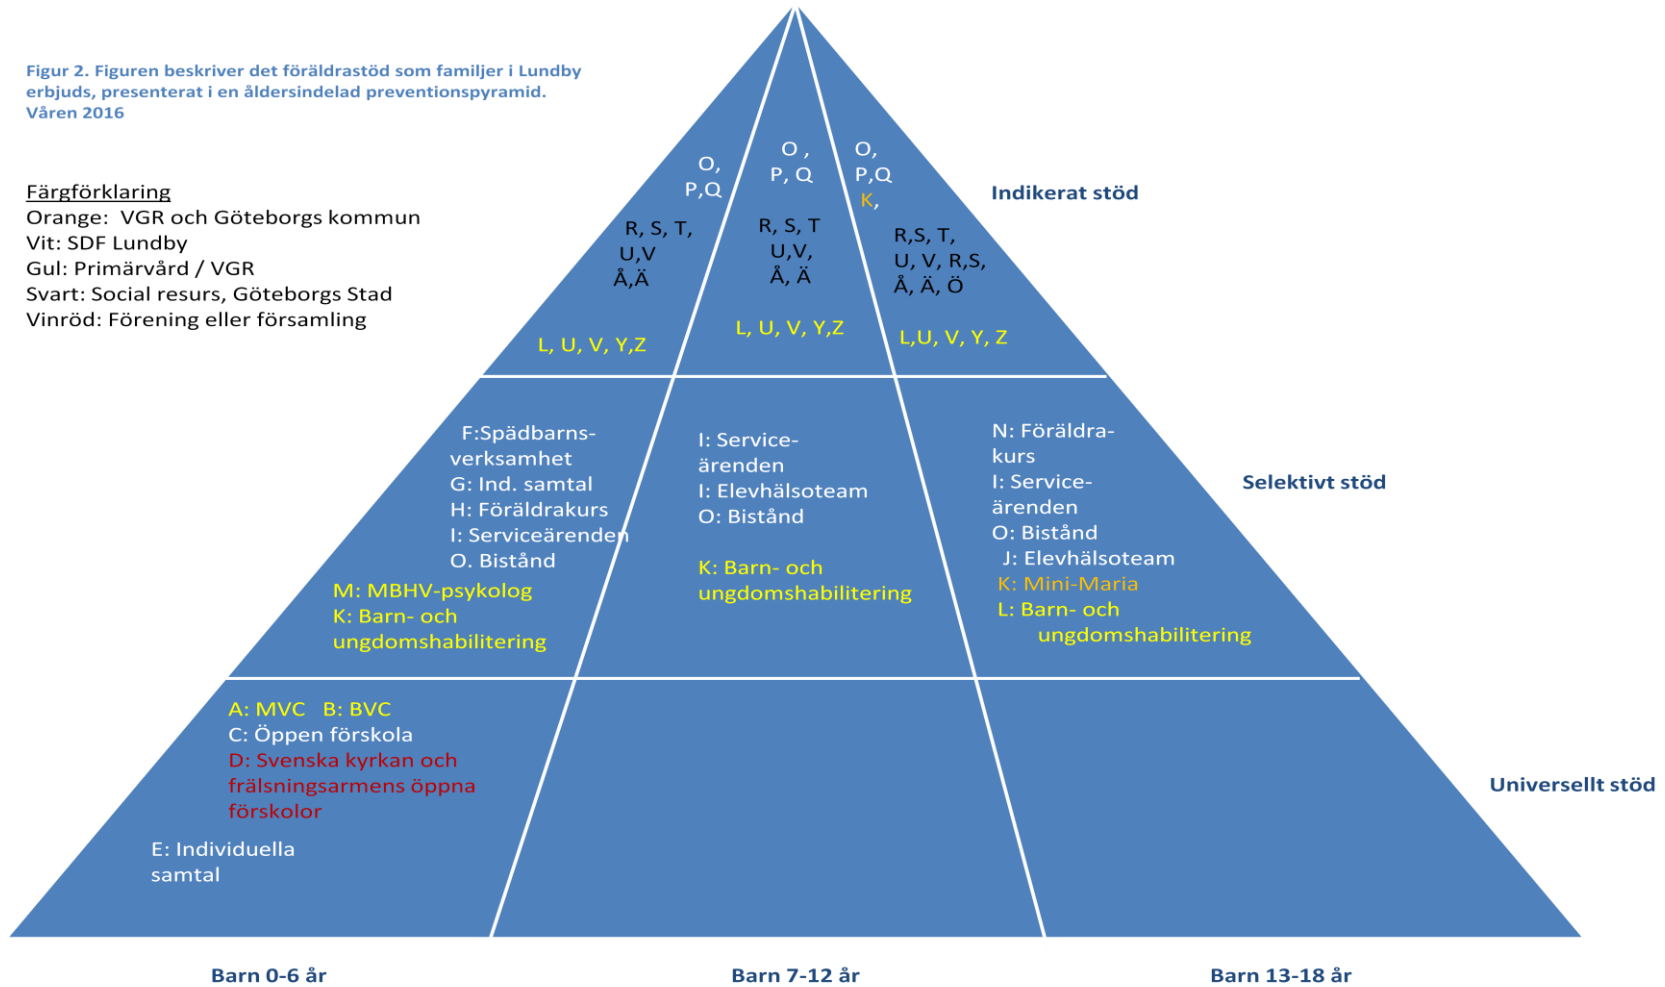 Figur 2. Figuren beskriver det föräldrastöd som familjer i Lundby
erbjuds, presenterat i en åldersindelad preventionspyramid.
Våren 2016
Färgförklaring
Orange:  VGR och Göteborgs kommun
Vit: SDF Lundby
Gul: Primärvård / VGR
Svart: Social resurs, Göteborgs Stad
Vinröd: Förening eller församling
O,
P,Q
R, S, T,
U,V
Å,Ä
L, U, V, Y,Z
O ,
P, Q
R, S, T
U,V,
Å, Ä
L, U, V, Y,Z
O,
P,Q
K,
R,S, T,
U, V, R,S,
Å, Ä, Ö
L,U, V, Y, Z
Indikerat stöd
F:Spädbarns-
verksamhet
G: Ind. samtal
H: Föräldrakurs
I: Serviceärenden
O. Bistånd
M: MBHV-psykolog
K: Barn- och
ungdomshabilitering
I: Service-
ärenden
I: Elevhälsoteam
O: Bistånd
K: Barn- och
ungdomshabilitering
N: Föräldra-
kurs
I: Service-
ärenden
O: Bistånd
J: Elevhälsoteam
K: Mini-Maria
L: Barn- och
ungdomshabilitering
Selektivt stöd
A: MVC   B: BVC
C: Öppen förskola
D: Svenska kyrkan och
frälsningsarmens öppna
förskolor
E: Individuella
samtal
Universellt stöd
Barn 0-6 år
Barn 7-12 år
Barn 13-18 år